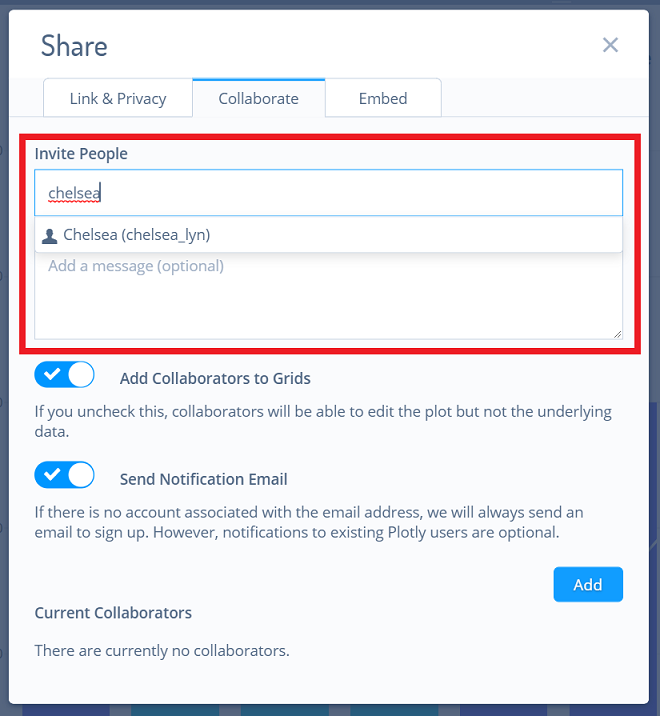 Share
Link & Privacy
Collaborate
Embed
Invite People
chelsea
Chelsea (chelsea_lyn)
Add a message (optional)
Add Collaborators to Grids
If you uncheck this, collaborators will be able to edit the plot but not the underlying
data.
Send Notification Email
If there is no account associated with the email address, we will always send an
email to sign up. However, notifications to existing Plotly users are optional.
Add
Current Collaborators
There are currently no collaborators.